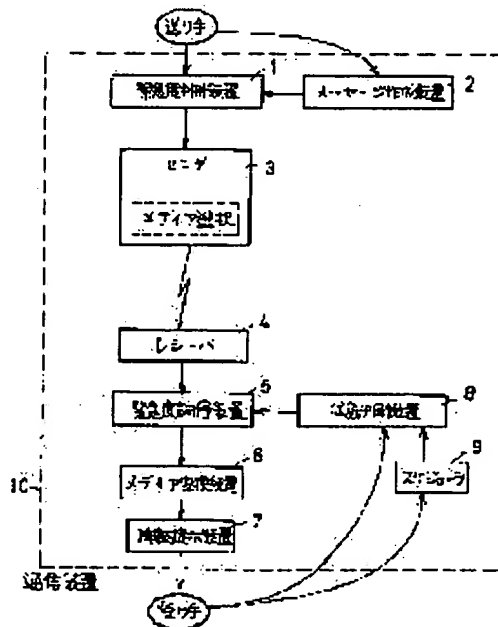 送り手
1
2
メッセージ作成装置
センダ
3
メディア選択
4
レシーバ
5
8
6
9
メディア変換装置
スケジューラ
10
7
通信装置
受け手